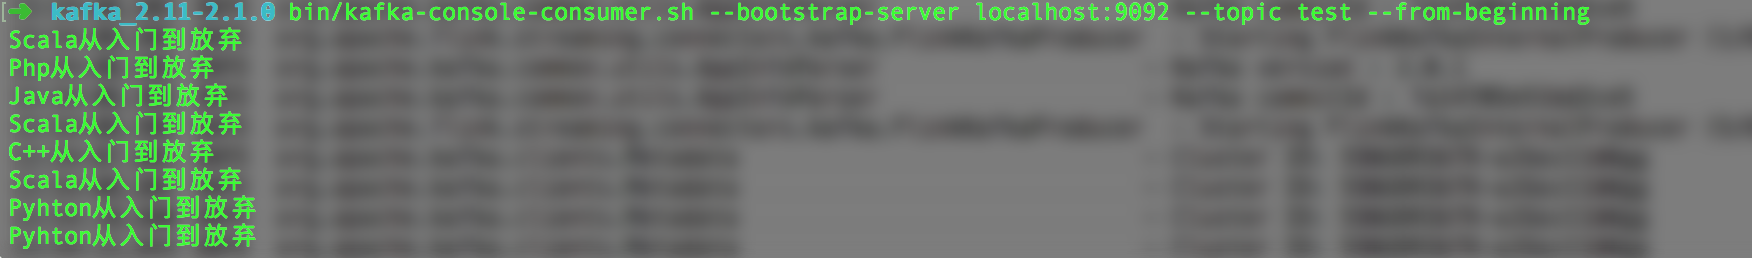 ➜ kafka_2.11-2.1.0 bin/kafka-console-consumer.sh --bootstrap-server localhost:9092 --topic test --from-beginning
Scala从入门到放弃
Php从入门到放弃
Java从入门到放弃
Scala从入门到放弃
C++从入门到放弃
Scala从入门到放弃
Pyhton从入门到放弃
Pyhton从入门到放弃